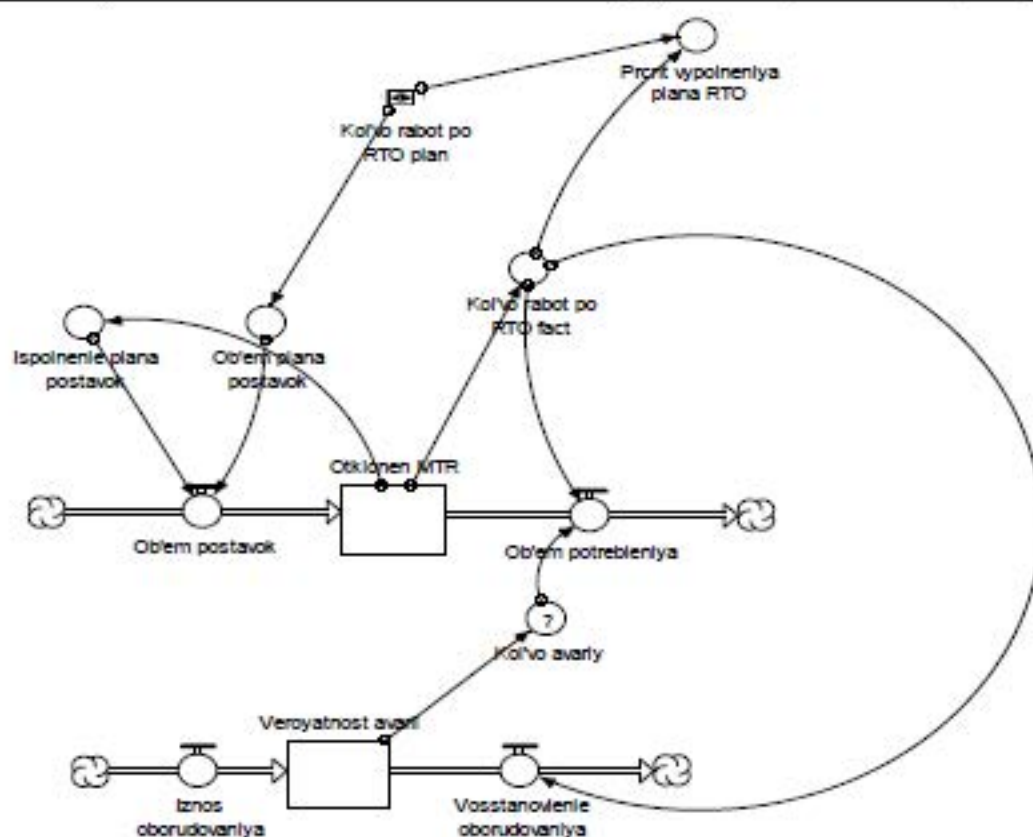 Prcnt vypolneniya
plana RTO
Kol'vo rabot po
RTO plan
Kol'vo rabot po
RTO fact
Ispolnenie plana
postavok
Ob'em plana
postavok
Otklonen MTR
Ob'em postavok
Ob'em potrebleniya
?
Kol'vo avariy
Veroyatnost avarii
Iznos
oborudovaniya
Vosstanovlenie
oborudovaniya